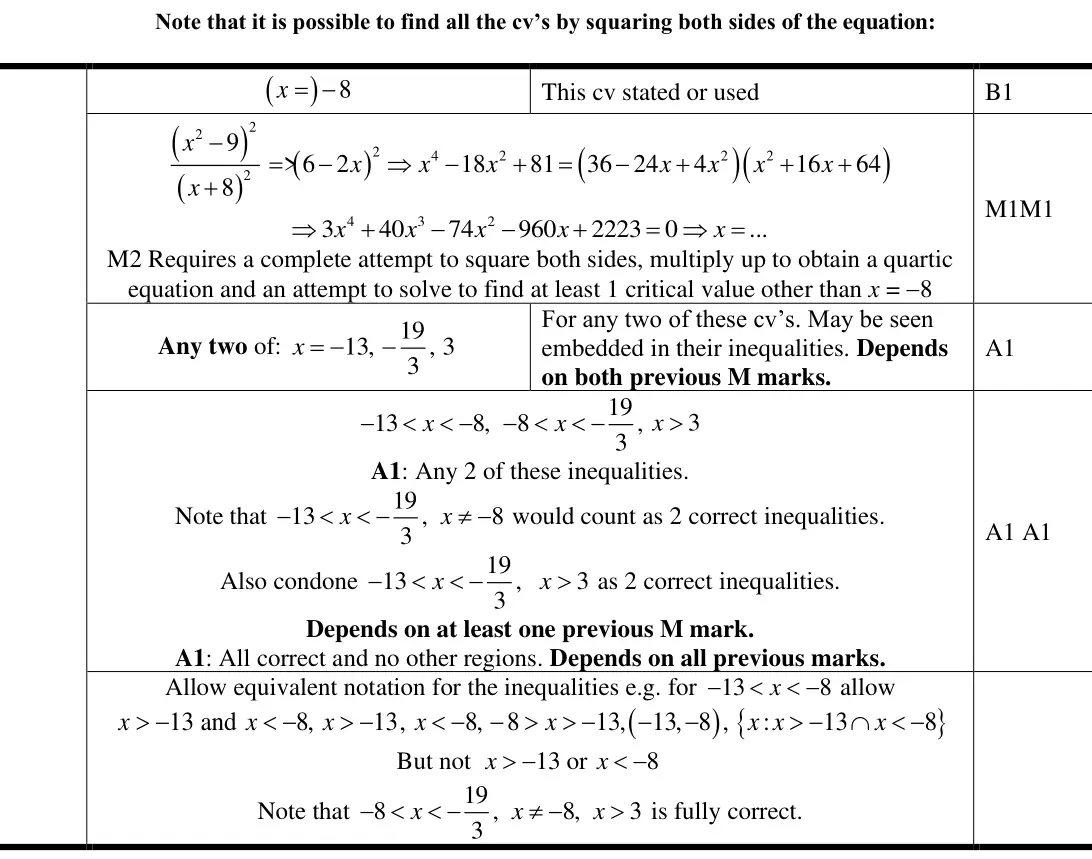 Note that it is possible to find all the cv’s by squaring both sides of the equation:
(x =) −8 This cv stated or used B1
(x² − 9)² / (x + 8)² => (6 − 2x)² ⇒ x⁴ − 18x² + 81 = (36 − 24x + 4x²)(x² + 16x + 64)
⇒ 3x⁴ + 40x³ − 74x² − 960x + 2223 = 0 ⇒ x = ...
M2 Requires a complete attempt to square both sides, multiply up to obtain a quartic
equation and an attempt to solve to find at least 1 critical value other than x = −8
M1M1
Any two of: x = −13, −19/3, 3
For any two of these cv’s. May be seen
embedded in their inequalities. Depends
on both previous M marks.
A1
−13 < x < −8, −8 < x < −19/3, x > 3
A1: Any 2 of these inequalities.
Note that −13 < x < −19/3, x ≠ −8 would count as 2 correct inequalities.
Also condone −13 < x < −19/3, x > 3 as 2 correct inequalities.
Depends on at least one previous M mark.
A1: All correct and no other regions. Depends on all previous marks.
A1 A1
Allow equivalent notation for the inequalities e.g. for −13 < x < −8 allow
x > −13 and x < −8, x > −13, x < −8, −8 > x > −13, (−13, −8), {x : x > −13 ∩ x < −8}
But not x > −13 or x < −8
Note that −8 < x < −19/3, x ≠ −8, x > 3 is fully correct.